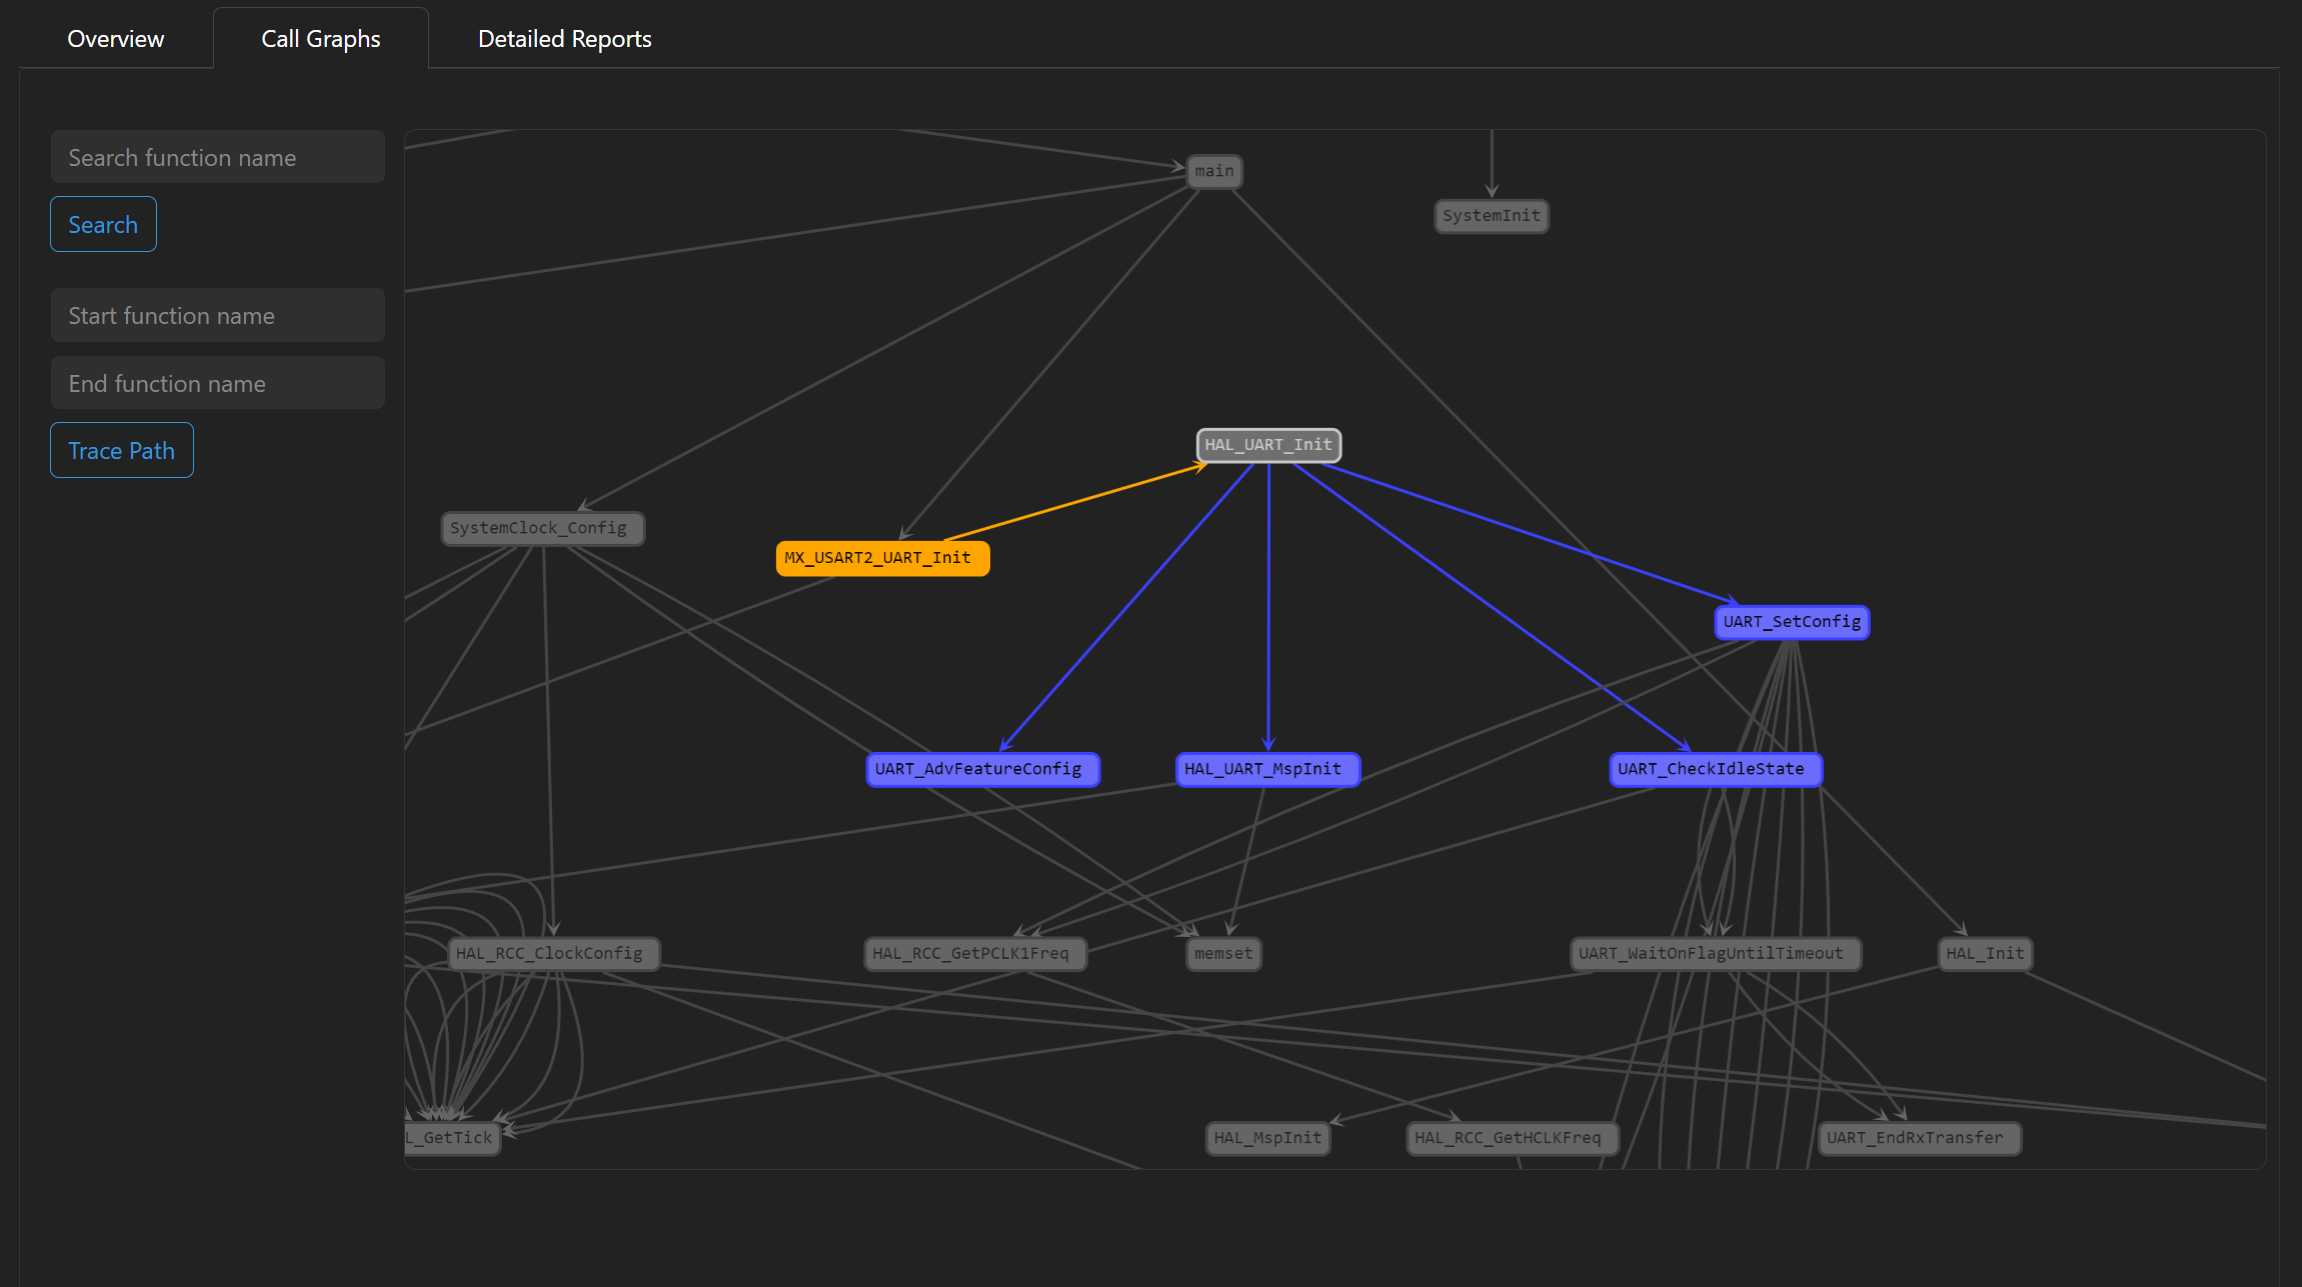 Overview
Call Graphs
Detailed Reports
Search function name
Search
Start function name
End function name
Trace Path
main
SystemInit
HAL_UART_Init
SystemClock_Config
MX_USART2_UART_Init
UART_SetConfig
UART_AdvFeatureConfig
HAL_UART_MspInit
UART_CheckIdleState
HAL_RCC_ClockConfig
HAL_RCC_GetPCLK1Freq
memset
UART_WaitOnFlagUntilTimeout
HAL_Init
L_GetTick
HAL_MspInit
HAL_RCC_GetHCLKFreq
UART_EndRxTransfer